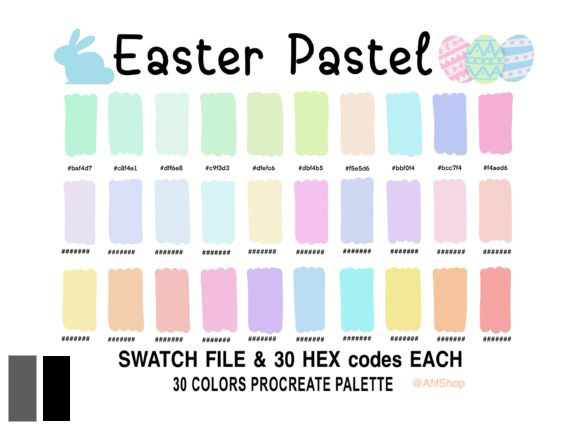 Easter Pastel
#baf4d7 #c8f4e1 #dff6e8 #c9f3d3 #dfefc6 #dbf4b5 #f5e5d6 #bbf0f4 #bcc7f4 #f4aed6
####### ####### ####### ####### ####### ####### ####### ####### ####### #######
####### ####### ####### ####### ####### ####### ####### ####### ####### #######
SWATCH FILE & 30 HEX codes EACH
30 COLORS PROCREATE PALETTE @AfifShop